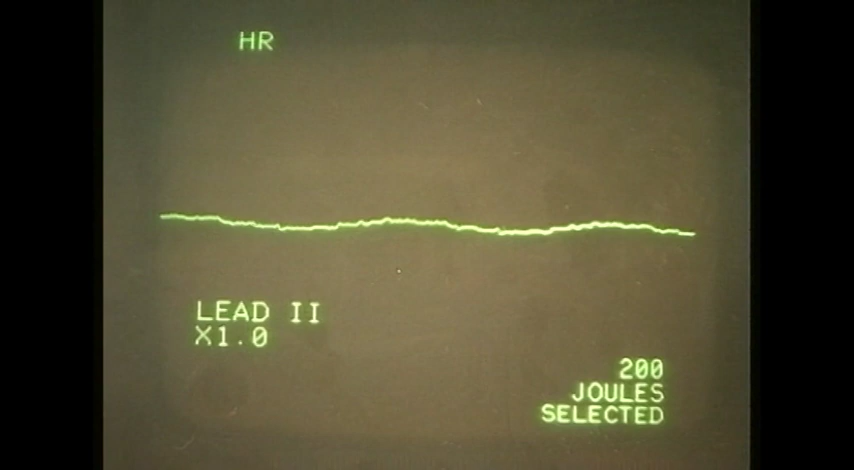 HR
LEAD II
X1.0
200
JOULES
SELECTED